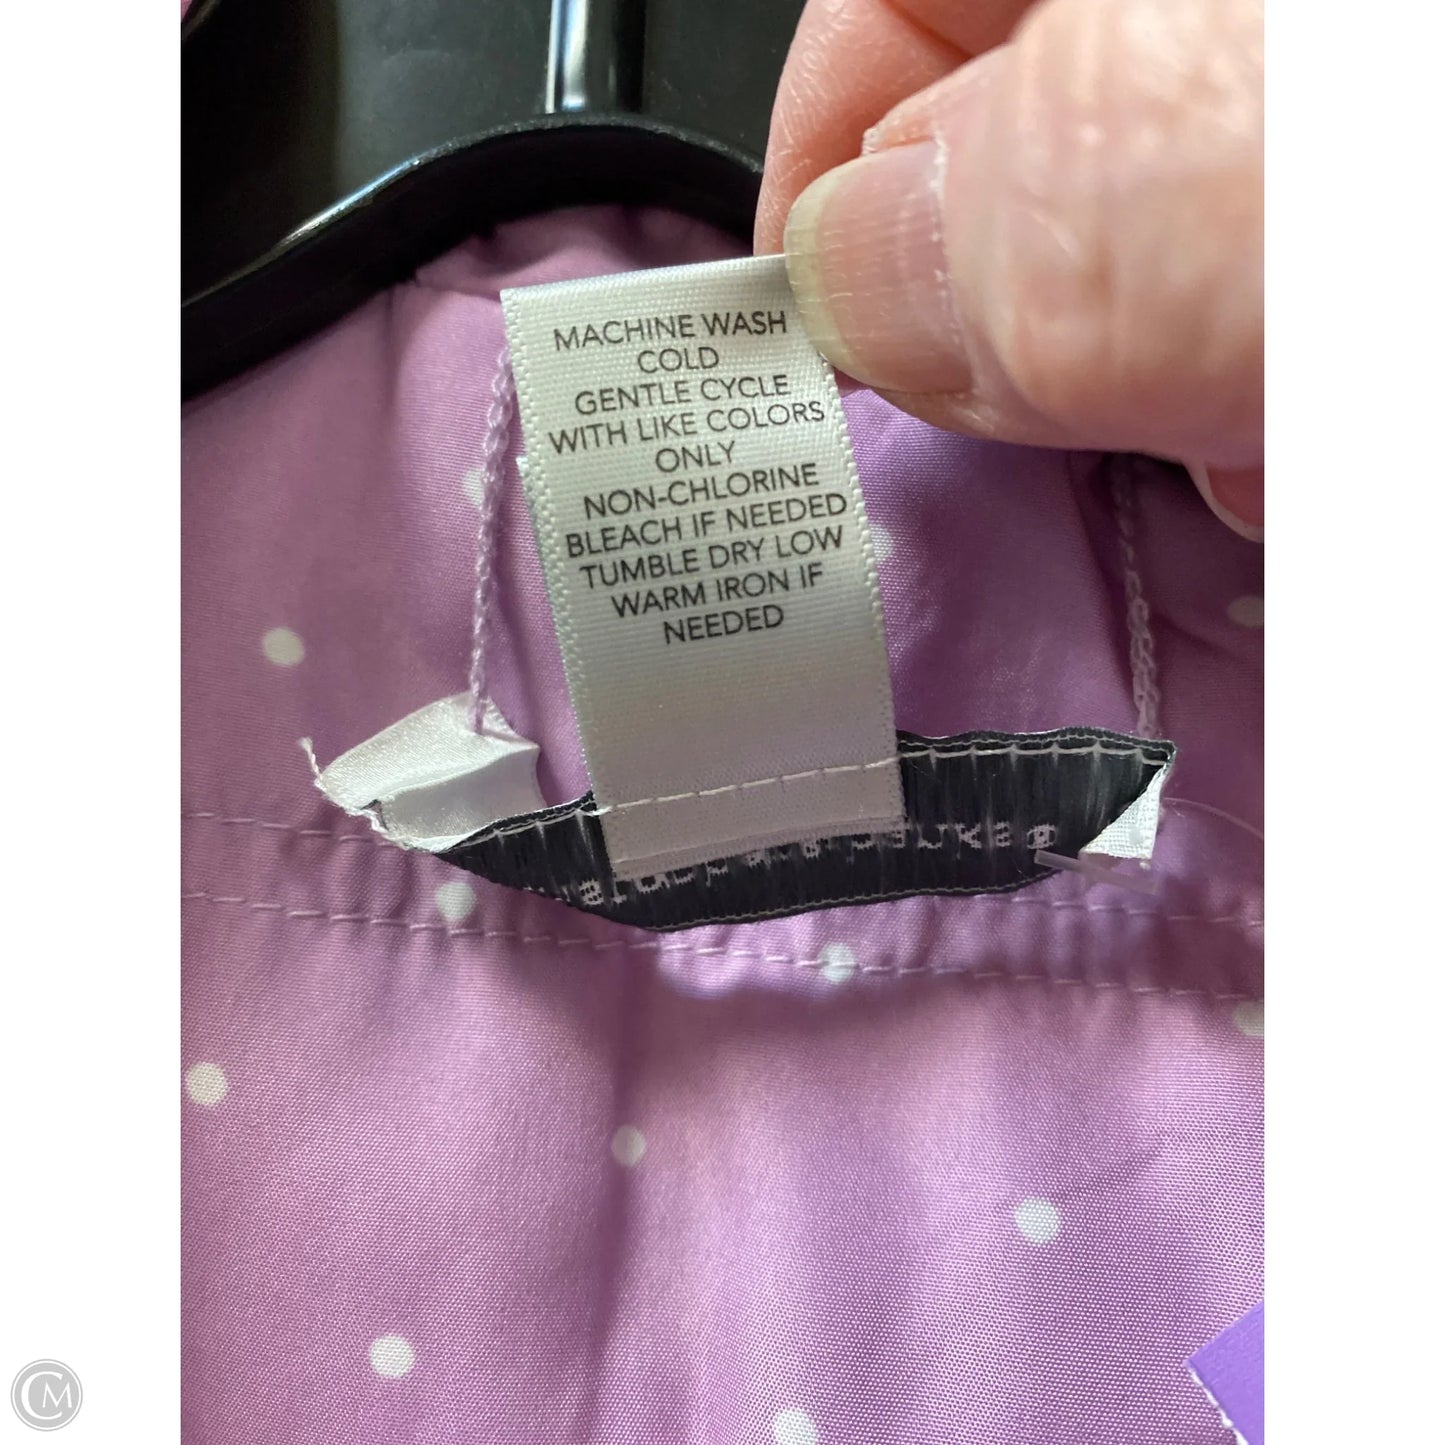 MACHINE WASH
COLD
GENTLE CYCLE
WITH LIKE COLORS
ONLY
NON-CHLORINE
BLEACH IF NEEDED
TUMBLE DRY LOW
WARM IRON IF
NEEDED
CM